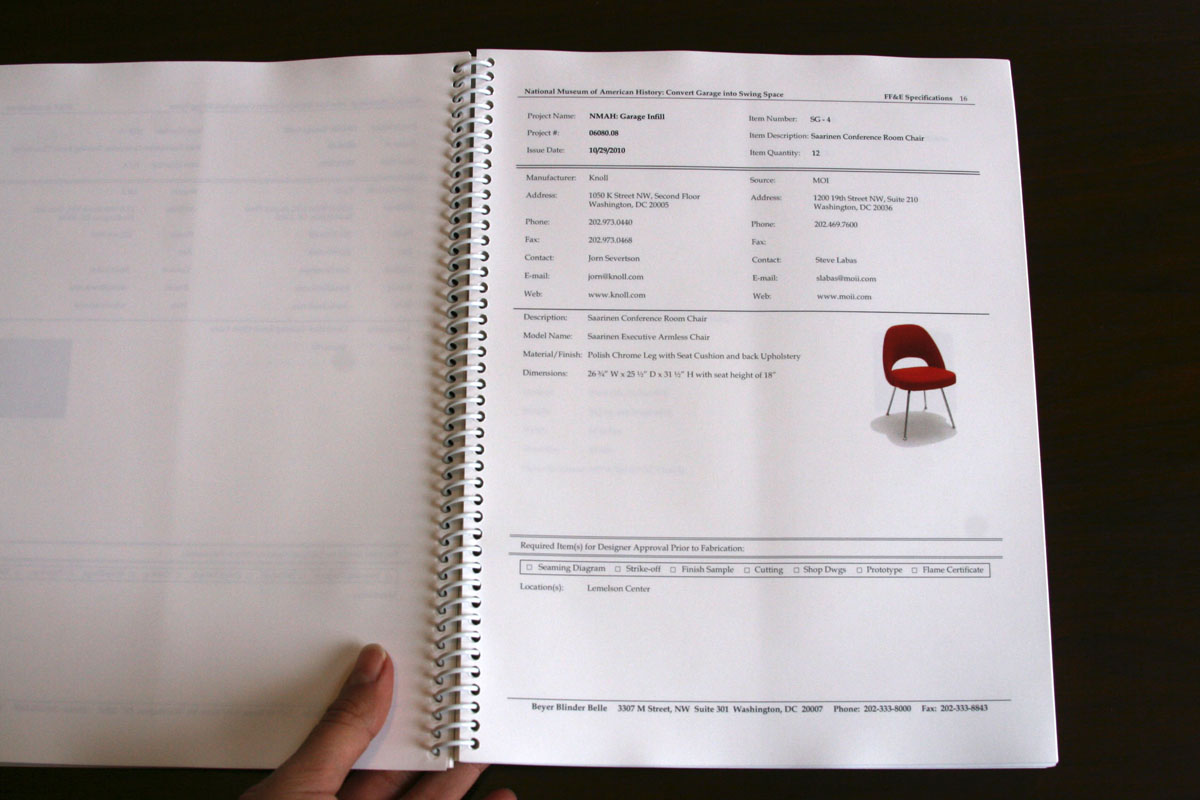 National Museum of American History: Convert Garage into Swing Space FF&E Specifications 16
Project Name: NMAH: Garage Infill Item Number: SG - 4
Project #: 06080.08 Item Description: Saarinen Conference Room Chair
Issue Date: 10/29/2010 Item Quantity: 12
Manufacturer: Knoll Source: MOI
Address: 1050 K Street NW, Second Floor Address: 1200 19th Street NW, Suite 210
Washington, DC 20005 Washington, DC 20036
Phone: 202.973.0440 Phone: 202.469.7600
Fax: 202.973.0468 Fax:
Contact: Jorn Severtson Contact: Steve Labas
E-mail: jorn@knoll.com E-mail: slabas@moii.com
Web: www.knoll.com Web: www.moii.com
Description: Saarinen Conference Room Chair
Model Name: Saarinen Executive Armless Chair
Material/Finish: Polish Chrome Leg with Seat Cushion and back Upholstery
Dimensions: 26 ¾" W x 25 ½" D x 31 ½" H with seat height of 18"
Required Item(s) for Designer Approval Prior to Fabrication:
□ Seaming Diagram □ Strike-off □ Finish Sample □ Cutting □ Shop Dwgs □ Prototype □ Flame Certificate
Location(s): Lemelson Center
Beyer Blinder Belle 3307 M Street, NW Suite 301 Washington, DC 20007 Phone: 202-333-8000 Fax: 202-333-8843